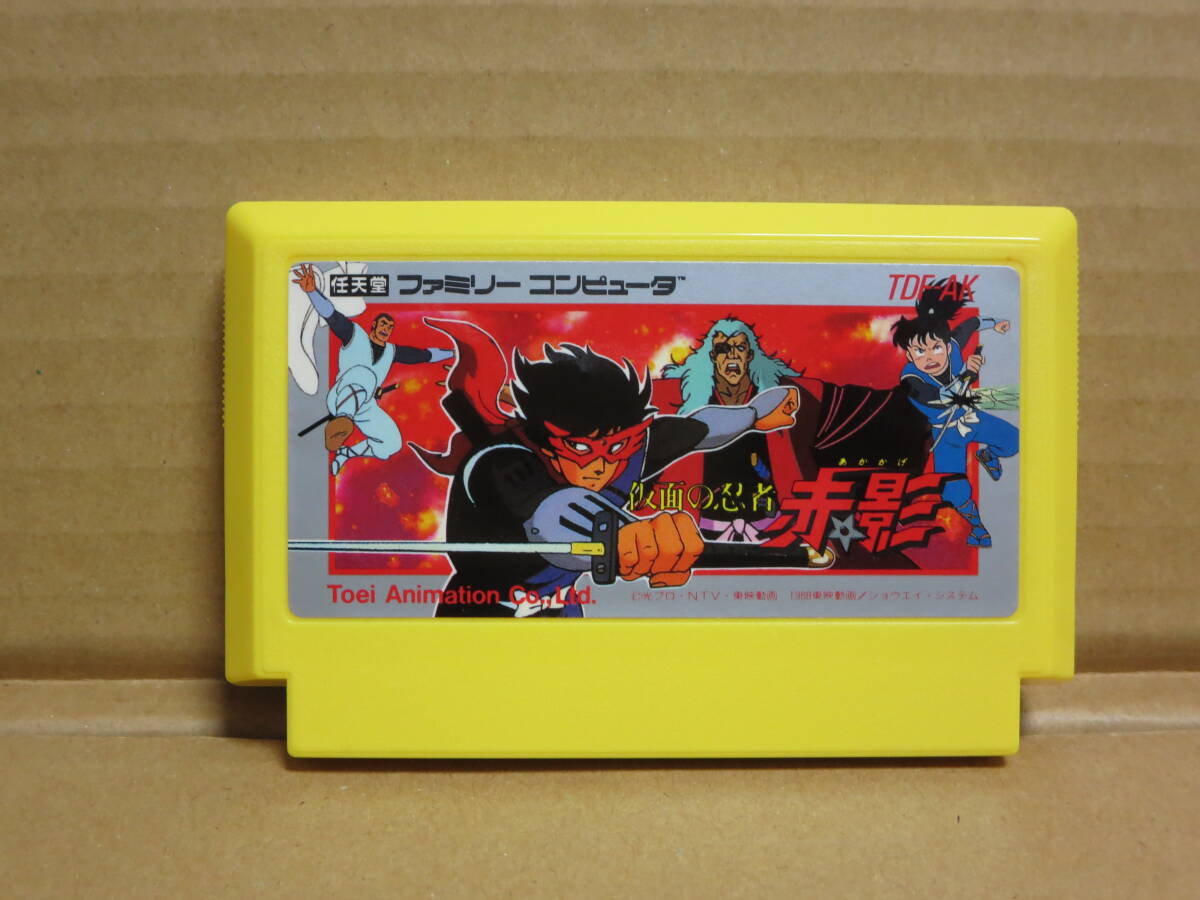 任天堂 ファミリー コンピュータ™ TDF-AK
あかかげ
仮面の忍者 赤影
Toei Animation Co., Ltd. ©光プロ・NTV・東映動画 1988東映動画/ショウエイ・システム